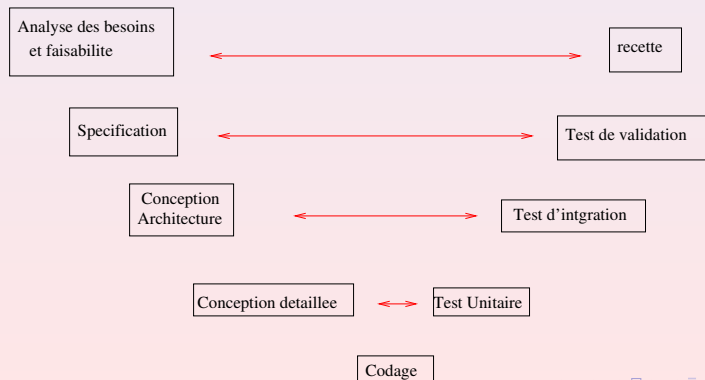 Analyse des besoins
et faisabilite
recette
Specification
Test de validation
Conception
Architecture
Test d'intgration
Conception detaillee
Test Unitaire
Codage